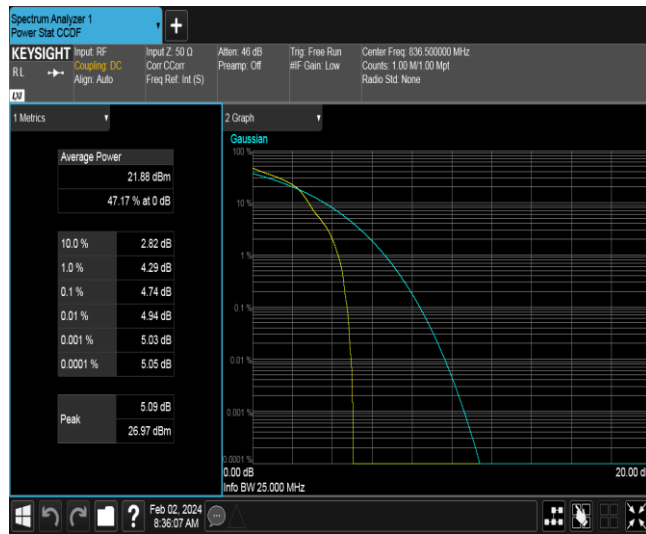 Spectrum Analyzer 1
Power Stat CCDF
+
KEYSIGHT
RL
LXI
Input: RF
Coupling: DC
Align: Auto
Input Z: 50 Ω
Corr CCorr
Freq Ref: Int (S)
Atten: 46 dB
Preamp: Off
Trig: Free Run
#IF Gain: Low
Center Freq: 836.500000 MHz
Counts: 1.00 M/1.00 Mpt
Radio Std: None
1 Metrics
Average Power
21.88 dBm
47.17 % at 0 dB
10.0 % 2.82 dB
1.0 % 4.29 dB
0.1 % 4.74 dB
0.01 % 4.94 dB
0.001 % 5.03 dB
0.0001 % 5.05 dB
Peak
5.09 dB
26.97 dBm
2 Graph
Gaussian
100 %
10 %
1 %
0.1 %
0.01 %
0.001 %
0.0001 %
0.00 dB
20.00 d
Info BW 25.000 MHz
?
Feb 02, 2024
8:36:07 AM